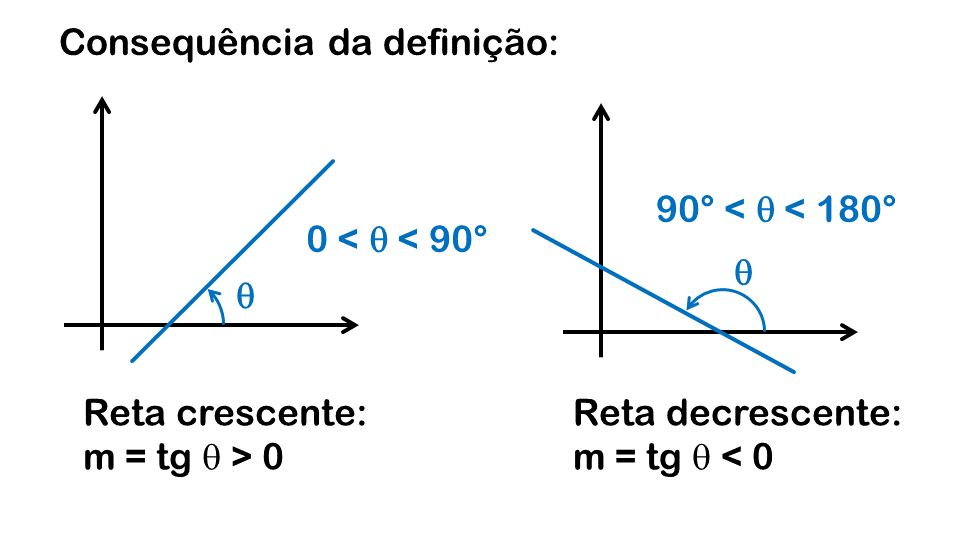 Consequência da definição:
0 < θ < 90°
θ
90° < θ < 180°
θ
Reta crescente:
m = tg θ > 0
Reta decrescente:
m = tg θ < 0